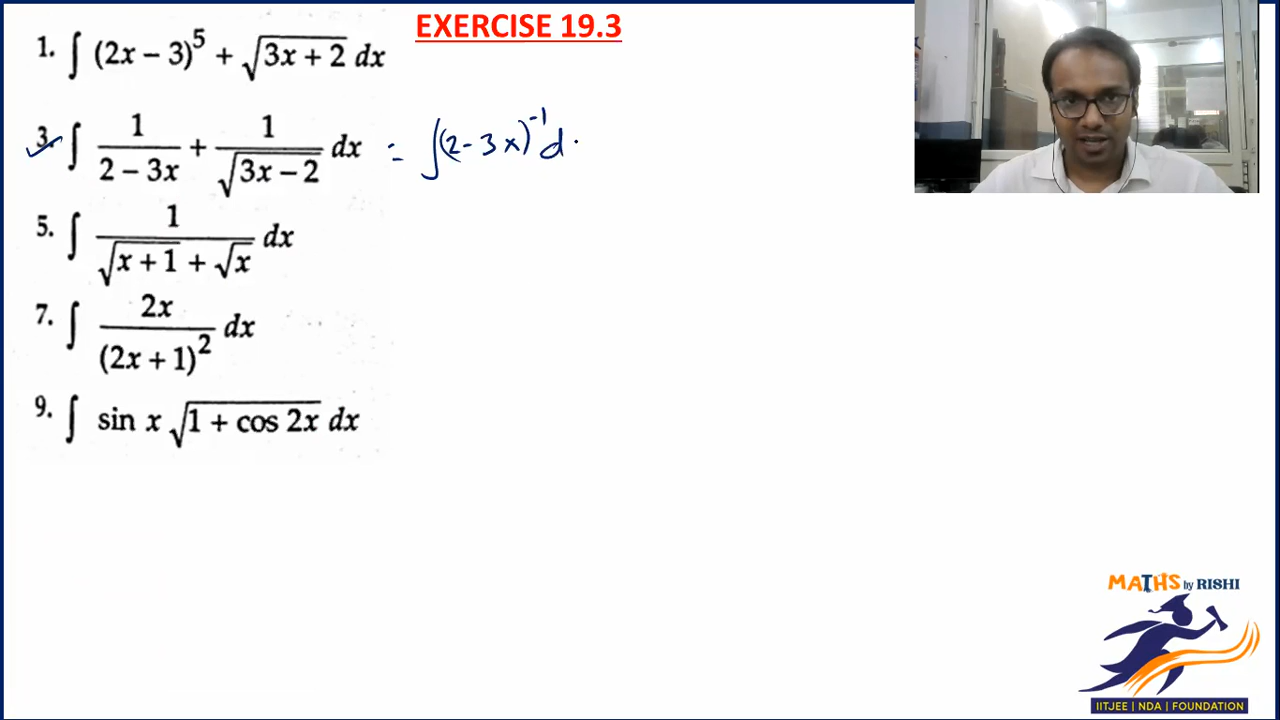 EXERCISE 19.3
1. ∫ (2x – 3)⁵ + √(3x + 2) dx
3. ∫ 1/(2 – 3x) + 1/√(3x – 2) dx = ∫(2-3x)⁻¹ d
5. ∫ 1/(√(x + 1) + √x) dx
7. ∫ 2x/(2x + 1)² dx
9. ∫ sin x √(1 + cos 2x) dx
MATHS by RISHI
IITJEE | NDA | FOUNDATION